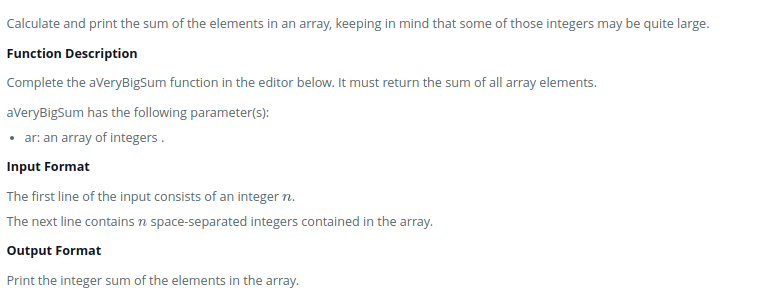 Calculate and print the sum of the elements in an array, keeping in mind that some of those integers may be quite large.
Function Description
Complete the aVeryBigSum function in the editor below. It must return the sum of all array elements.
aVeryBigSum has the following parameter(s):
• ar: an array of integers .
Input Format
The first line of the input consists of an integer n.
The next line contains n space-separated integers contained in the array.
Output Format
Print the integer sum of the elements in the array.